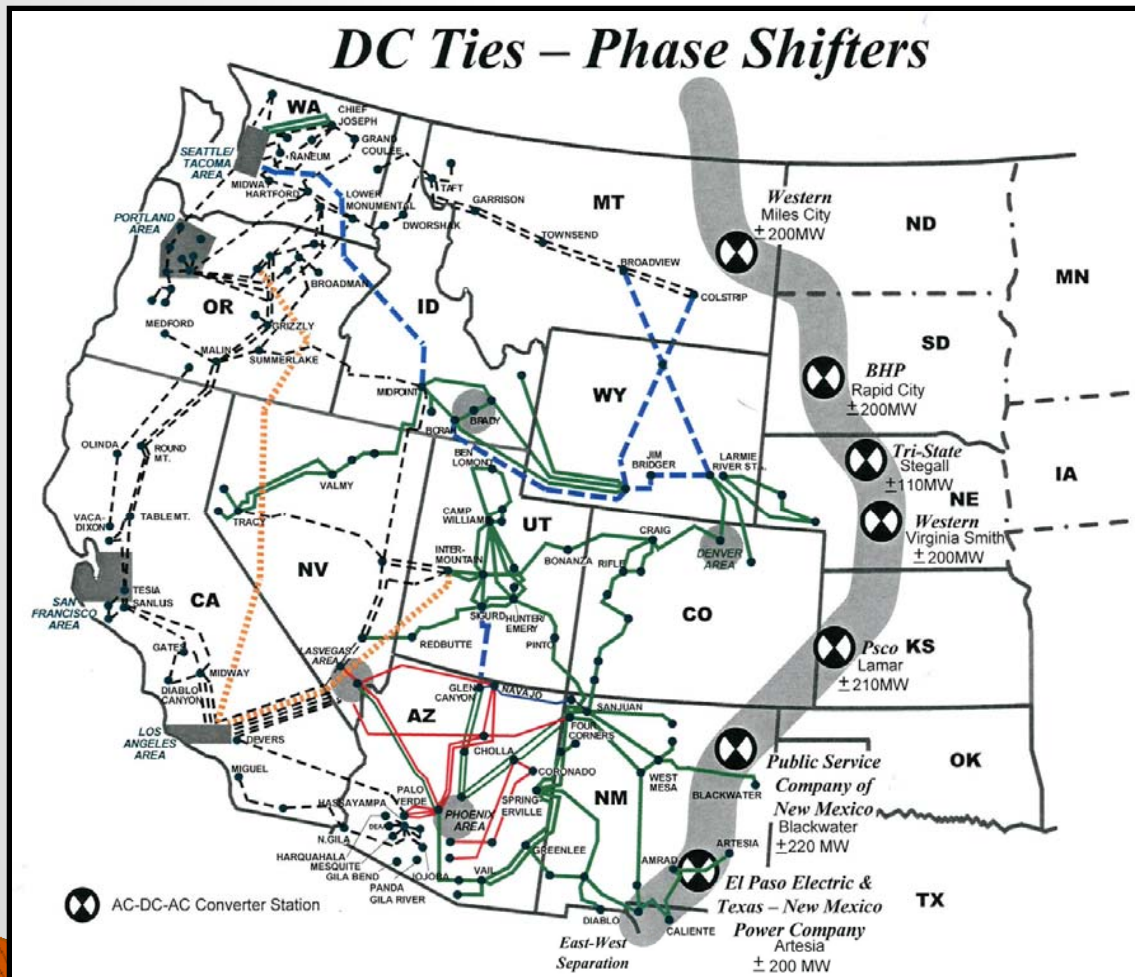 DC Ties – Phase Shifters
WA
CHIEF
JOSEPH
SEATTLE/
TACOMA
AREA
NANEUM
GRAND
COULEE
MIDWAY
HARTFORD
LOWER
MONUMENTAL
TAFT
GARRISON
DWORSHAK
MT
TOWNSEND
BROADVIEW
COLSTRIP
Western
Miles City
±200MW
ND
MN
PORTLAND
AREA
OR
BROADMAN
ID
MEDFORD
GRIZZLY
MALIN
SUMMERLAKE
SD
BHP
Rapid City
±200MW
MIDPOINT
WY
BORAH
BRADY
BEN
LOMOND
JIM
BRIDGER
LARMIE
RIVER STA.
Tri-State
Stegall
±110MW
NE
IA
OLINDA
ROUND
MT.
VALMY
Western
Virginia Smith
±200MW
VACA-
DIXON
TABLE MT.
TRACY
CAMP
WILLIAM
UT
CRAIG
DENVER
AREA
INTER-
MOUNTAIN
BONANZA
RIFLE
NV
CO
TESIA
SANLUIS
SAN
FRANCISCO
AREA
CA
SIGURD
HUNTER/
EMERY
REDBUTTE
PINTO
Psco
KS
Lamar
±210MW
GATES
MIDWAY
DIABLO
CANYON
LASVEGAS
AREA
GLEN
CANYON
NAVAJO
SANJUAN
AZ
FOUR
CORNERS
LOS
ANGELES
AREA
DEVERS
CHOLLA
CORONADO
WEST
MESA
OK
MIGUEL
PALO
VERDE
HASSAYAMPA
PHOENIX
AREA
SPRING
ERVILLE
NM
BLACKWATER
Public Service
Company of
New Mexico
Blackwater
±220 MW
N.GILA
HARQUAHALA
MESQUITE
GILA BEND
JOJOBA
PANDA
GILA RIVER
VAIL
GREENLEE
AMRAD
ARTESIA
DIABLO
CALIENTE
El Paso Electric &
Texas – New Mexico
Power Company
Artesia
± 200 MW
TX
East-West
Separation
AC-DC-AC Converter Station